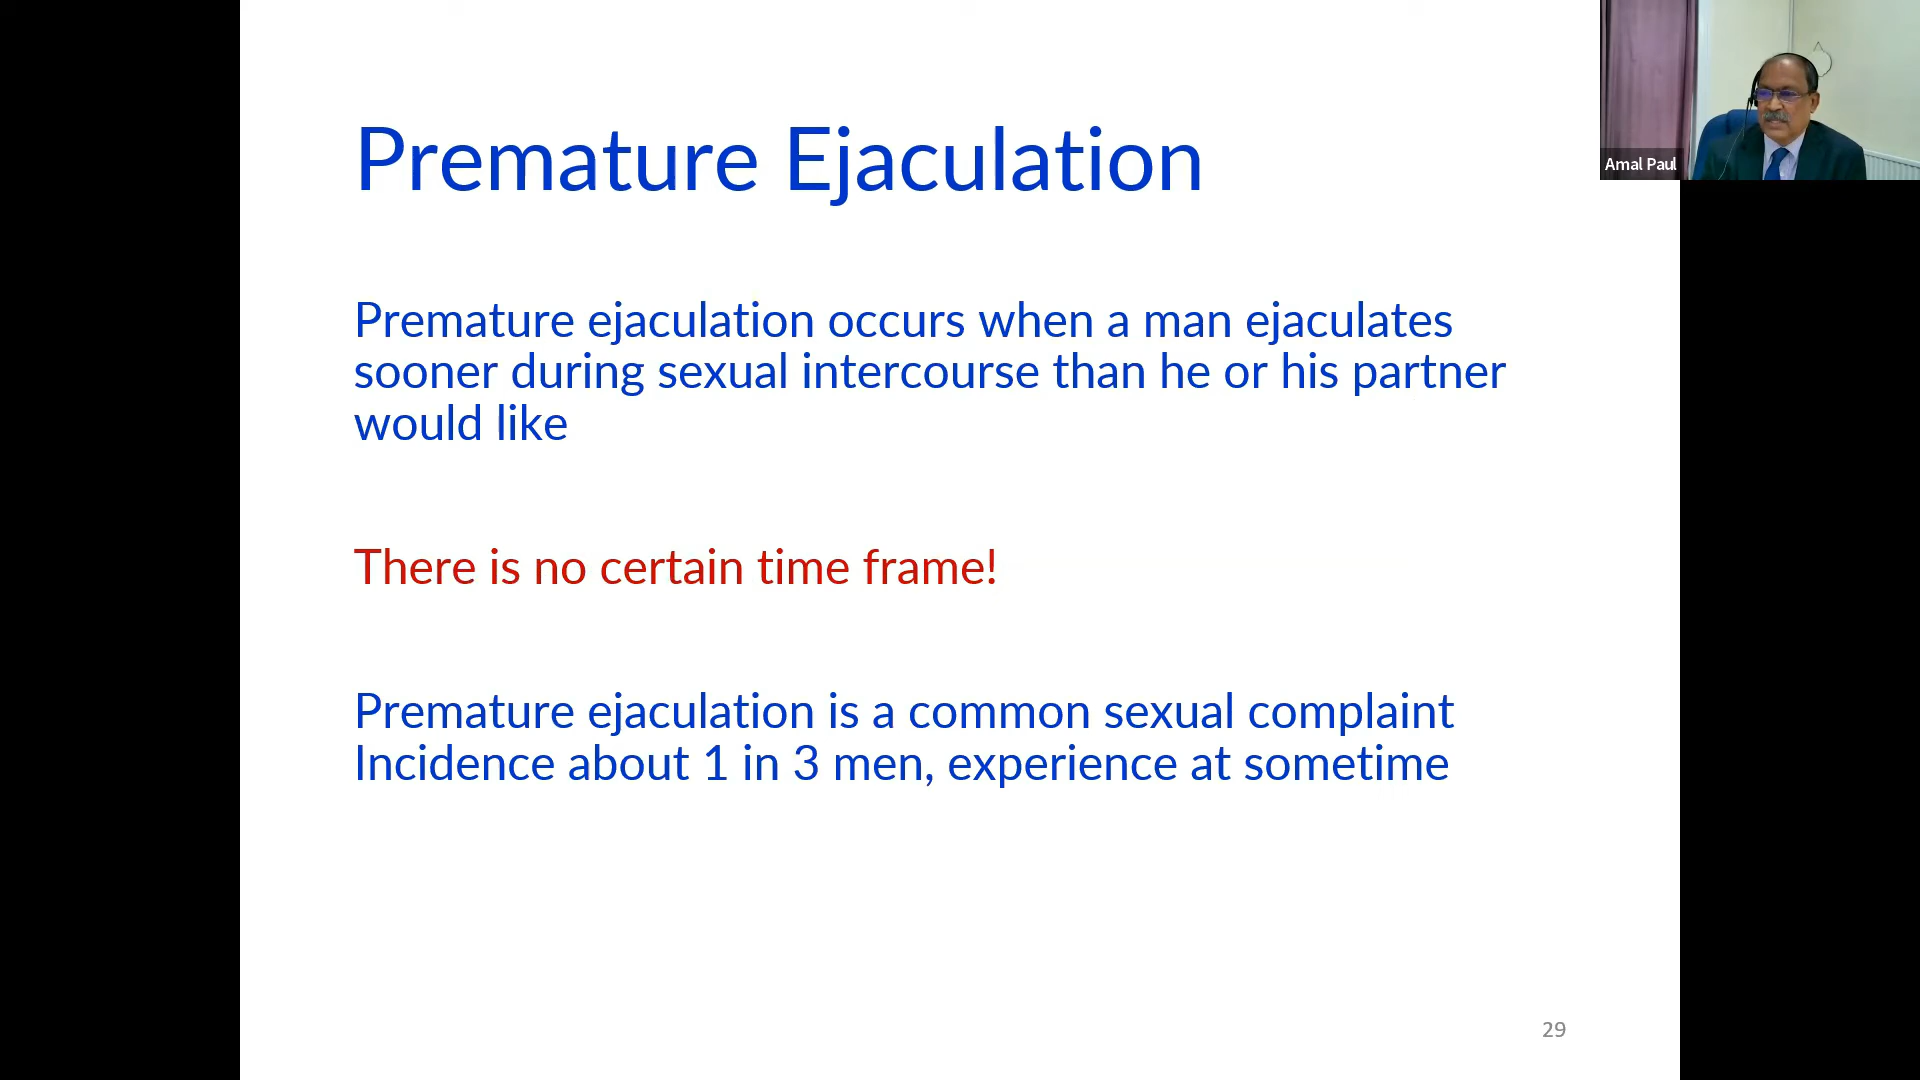 Premature Ejaculation
Amal Paul
Premature ejaculation occurs when a man ejaculates
sooner during sexual intercourse than he or his partner
would like
There is no certain time frame!
Premature ejaculation is a common sexual complaint
Incidence about 1 in 3 men, experience at sometime
29